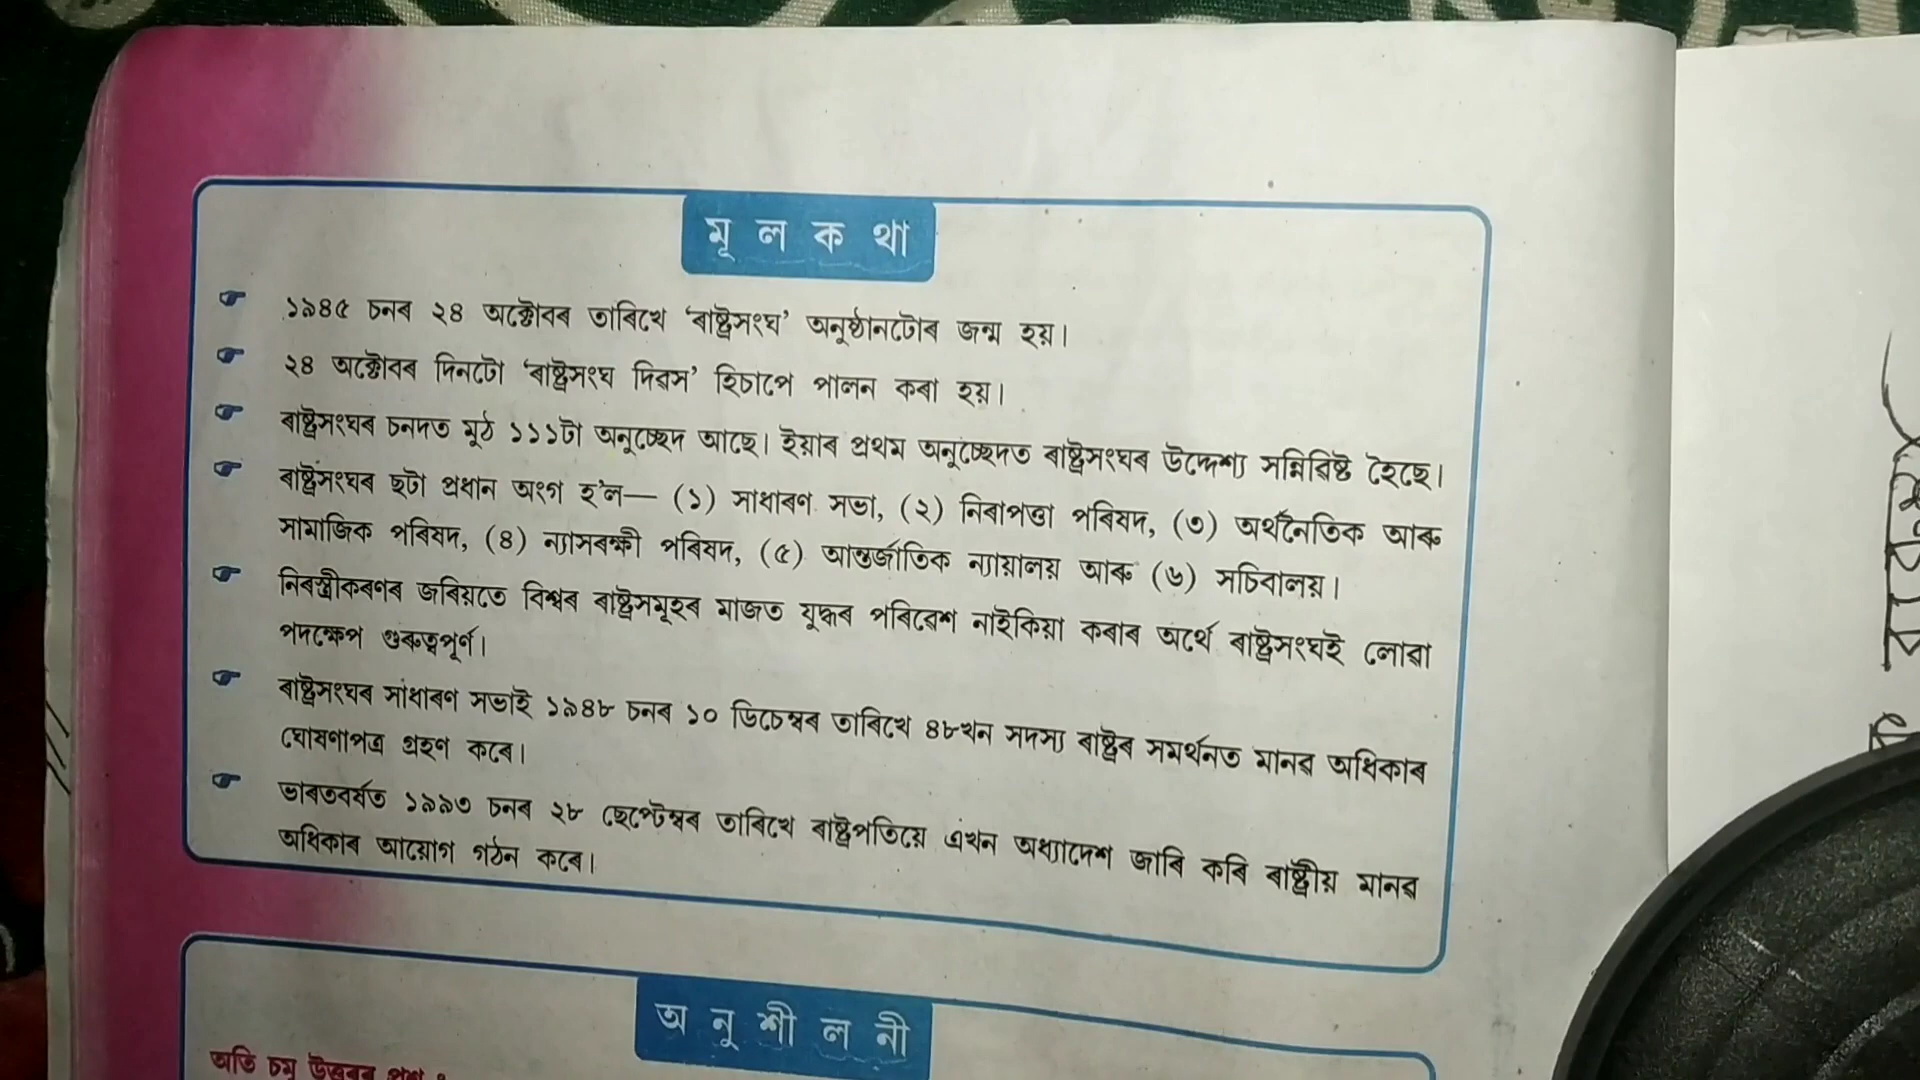 মূল কথা
১৯৪৫ চনৰ ২৪ অক্টোবৰ তাৰিখে ‘ৰাষ্ট্ৰসংঘ’ অনুষ্ঠানটোৰ জন্ম হয়।
২৪ অক্টোবৰ দিনটো ‘ৰাষ্ট্ৰসংঘ দিৱস’ হিচাপে পালন কৰা হয়।
ৰাষ্ট্ৰসংঘৰ চনদত মুঠ ১১১টা অনুচ্ছেদ আছে। ইয়াৰ প্ৰথম অনুচ্ছেদত ৰাষ্ট্ৰসংঘৰ উদ্দেশ্য সন্নিৱিষ্ট হৈছে।
ৰাষ্ট্ৰসংঘৰ ছটা প্ৰধান অংগ হ’ল— (১) সাধাৰণ সভা, (২) নিৰাপত্তা পৰিষদ, (৩) অৰ্থনৈতিক আৰু
সামাজিক পৰিষদ, (৪) ন্যাসৰক্ষী পৰিষদ, (৫) আন্তৰ্জাতিক ন্যায়ালয় আৰু (৬) সচিবালয়।
নিৰস্ত্ৰীকৰণৰ জৰিয়তে বিশ্বৰ ৰাষ্ট্ৰসমূহৰ মাজত যুদ্ধৰ পৰিৱেশ নাইকিয়া কৰাৰ অৰ্থে ৰাষ্ট্ৰসংঘই লোৱা
পদক্ষেপ গুৰুত্বপূৰ্ণ।
ৰাষ্ট্ৰসংঘৰ সাধাৰণ সভাই ১৯৪৮ চনৰ ১০ ডিচেম্বৰ তাৰিখে ৪৮খন সদস্য ৰাষ্ট্ৰৰ সমৰ্থনত মানৱ অধিকাৰ
ঘোষণাপত্ৰ গ্ৰহণ কৰে।
ভাৰতবৰ্ষত ১৯৯৩ চনৰ ২৮ ছেপ্টেম্বৰ তাৰিখে ৰাষ্ট্ৰপতিয়ে এখন অধ্যাদেশ জাৰি কৰি ৰাষ্ট্ৰীয় মানৱ
অধিকাৰ আয়োগ গঠন কৰে।
অনুশীলনী
অতি চমু উত্তৰৰ প্ৰশ্ন :